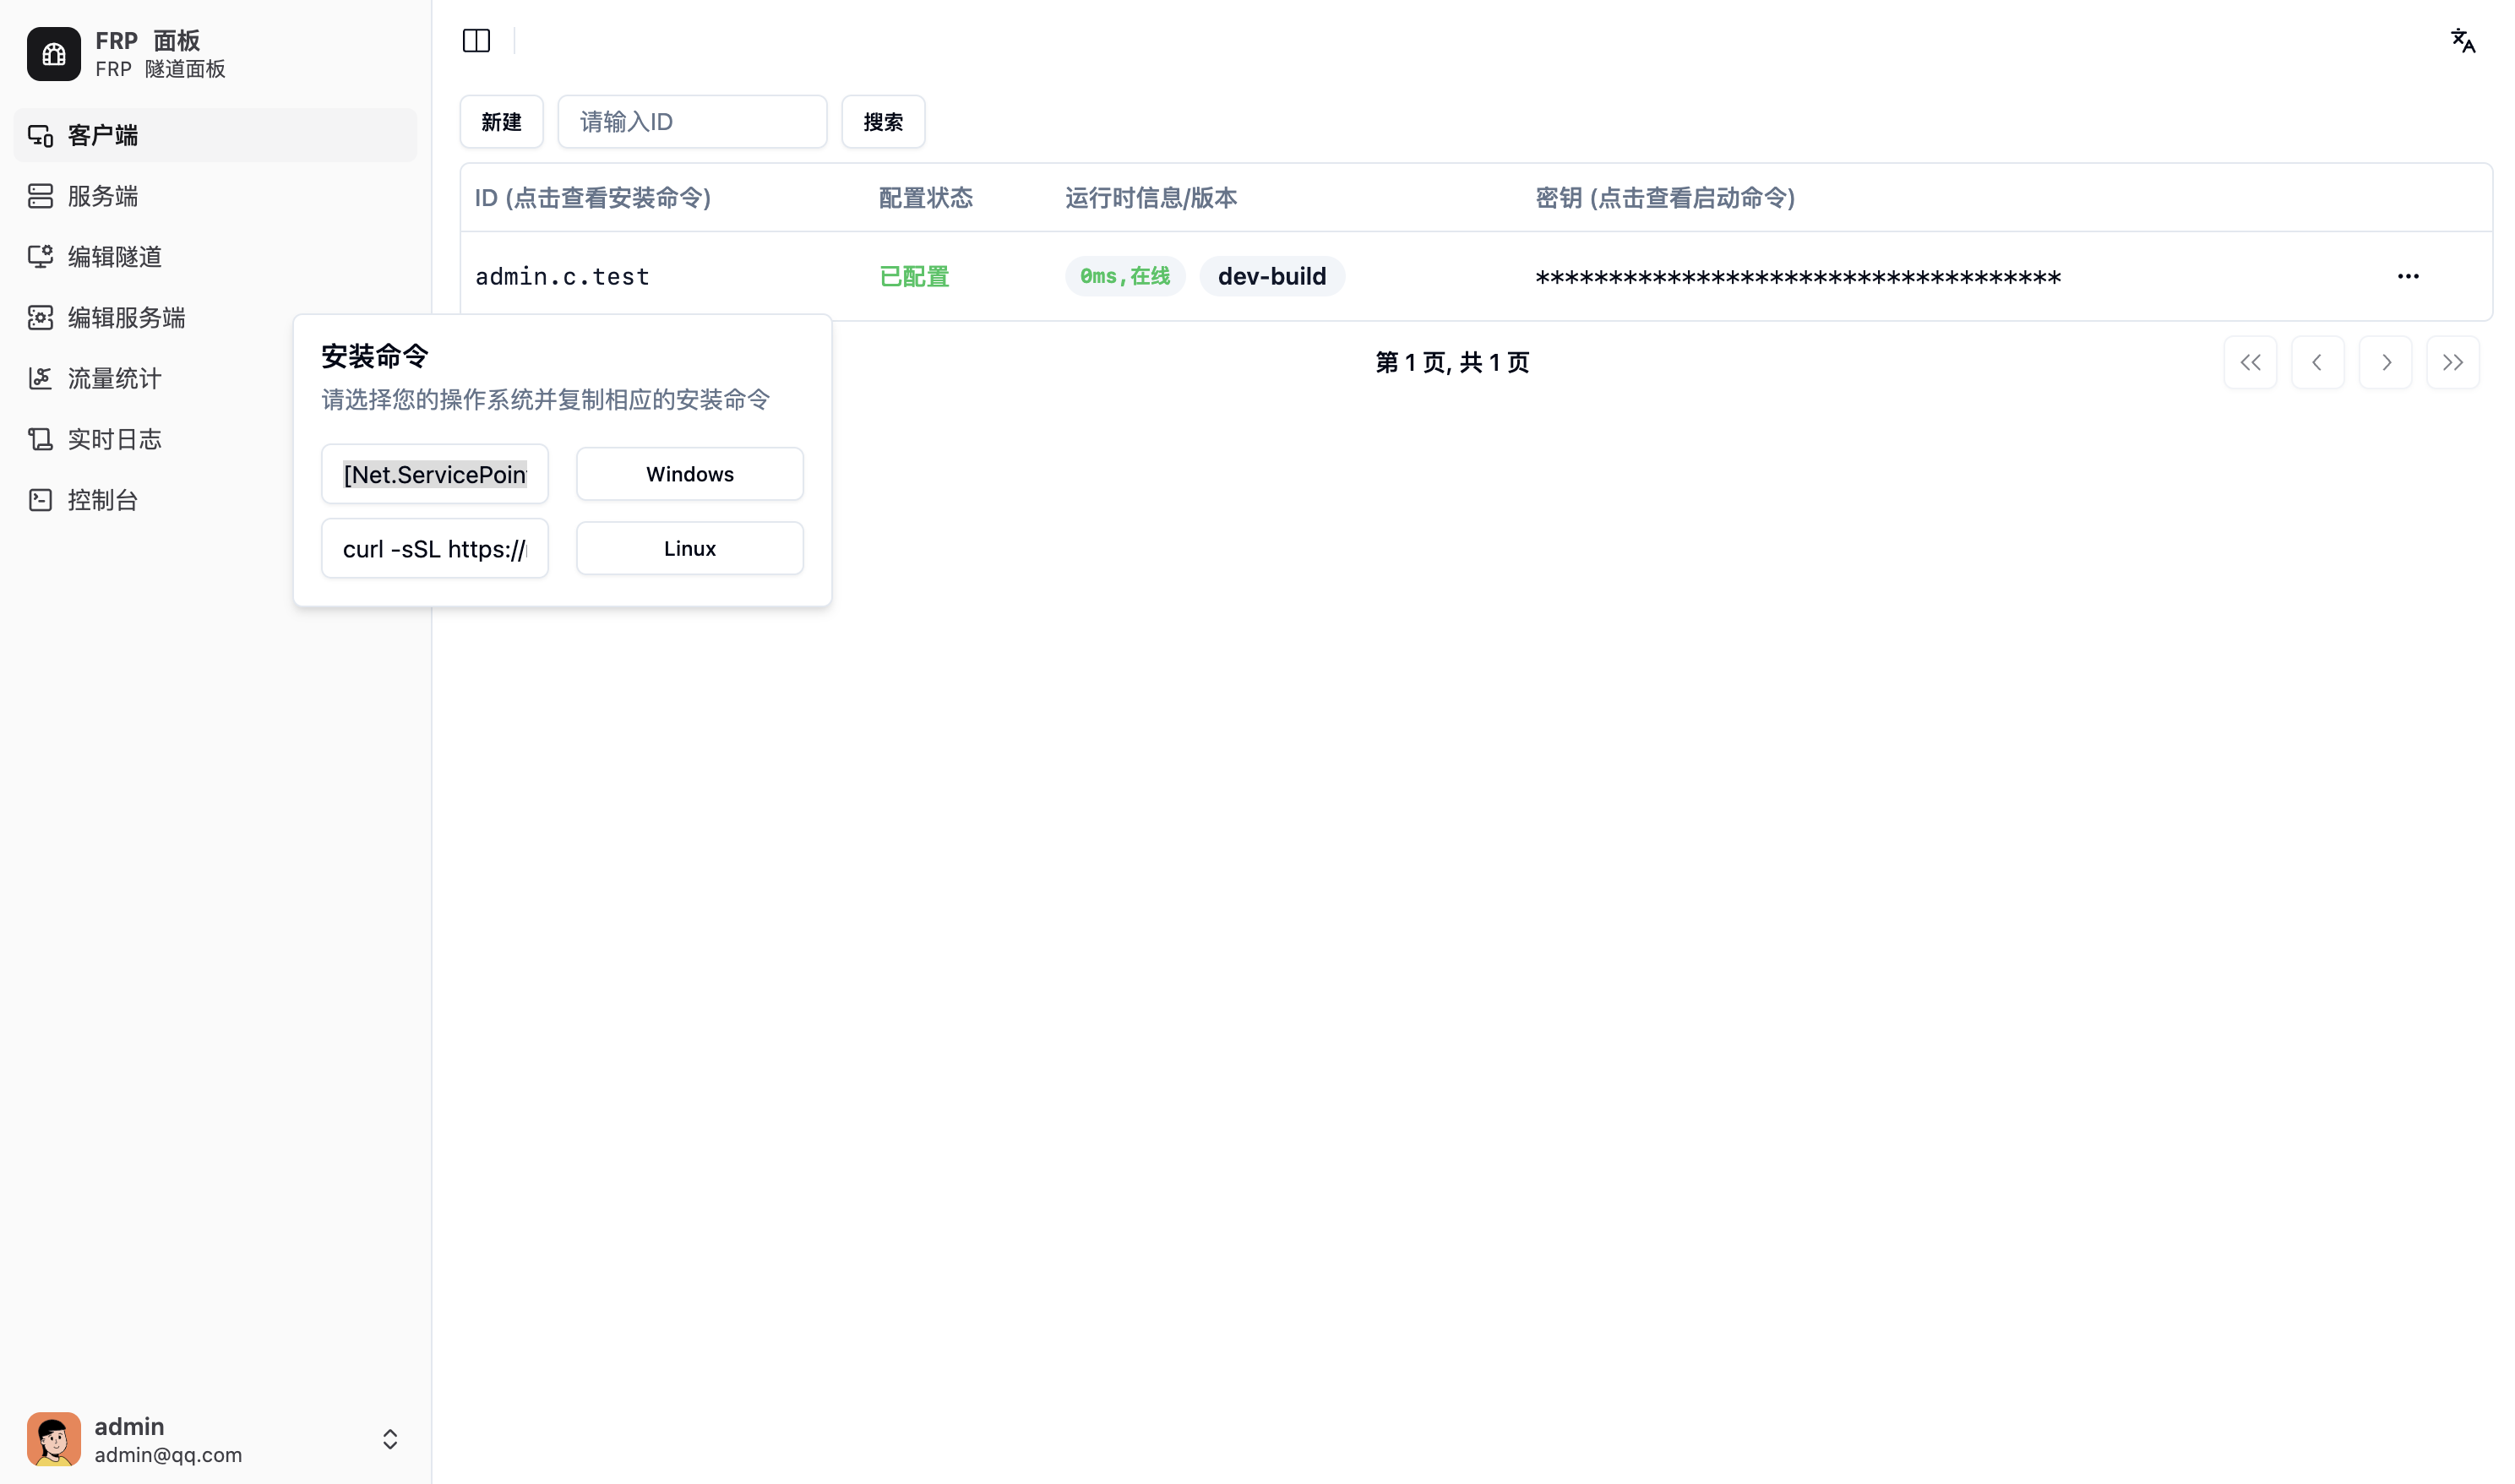 FRP 面板
FRP 隧道面板
客户端
服务端
编辑隧道
编辑服务端
流量统计
实时日志
控制台
新建
请输入ID
搜索
ID (点击查看安装命令) 配置状态 运行时信息/版本 密钥 (点击查看启动命令)
admin.c.test 已配置 0ms,在线 dev-build ************************************
安装命令
请选择您的操作系统并复制相应的安装命令
[Net.ServicePoin Windows
curl -sSL https:// Linux
第 1 页, 共 1 页
admin
admin@qq.com